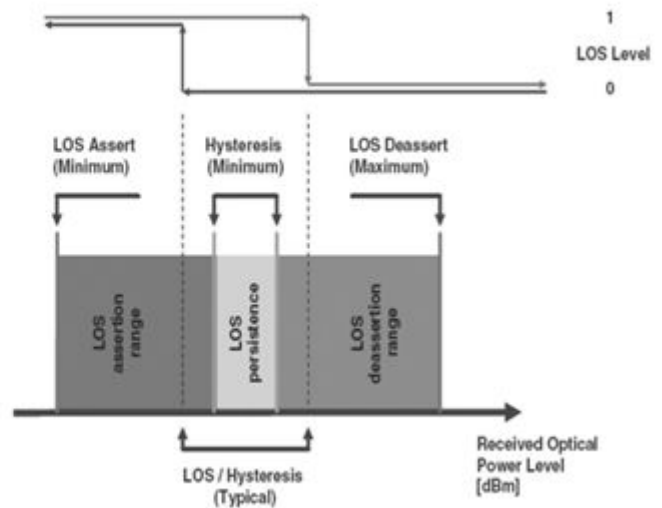 1
LOS Level
0
LOS Assert
(Minimum)
Hysteresis
(Minimum)
LOS Deassert
(Maximum)
LOS
assertion
range
LOS
persistence
LOS
deassertion
range
LOS / Hysteresis
(Typical)
Received Optical
Power Level
[dBm]